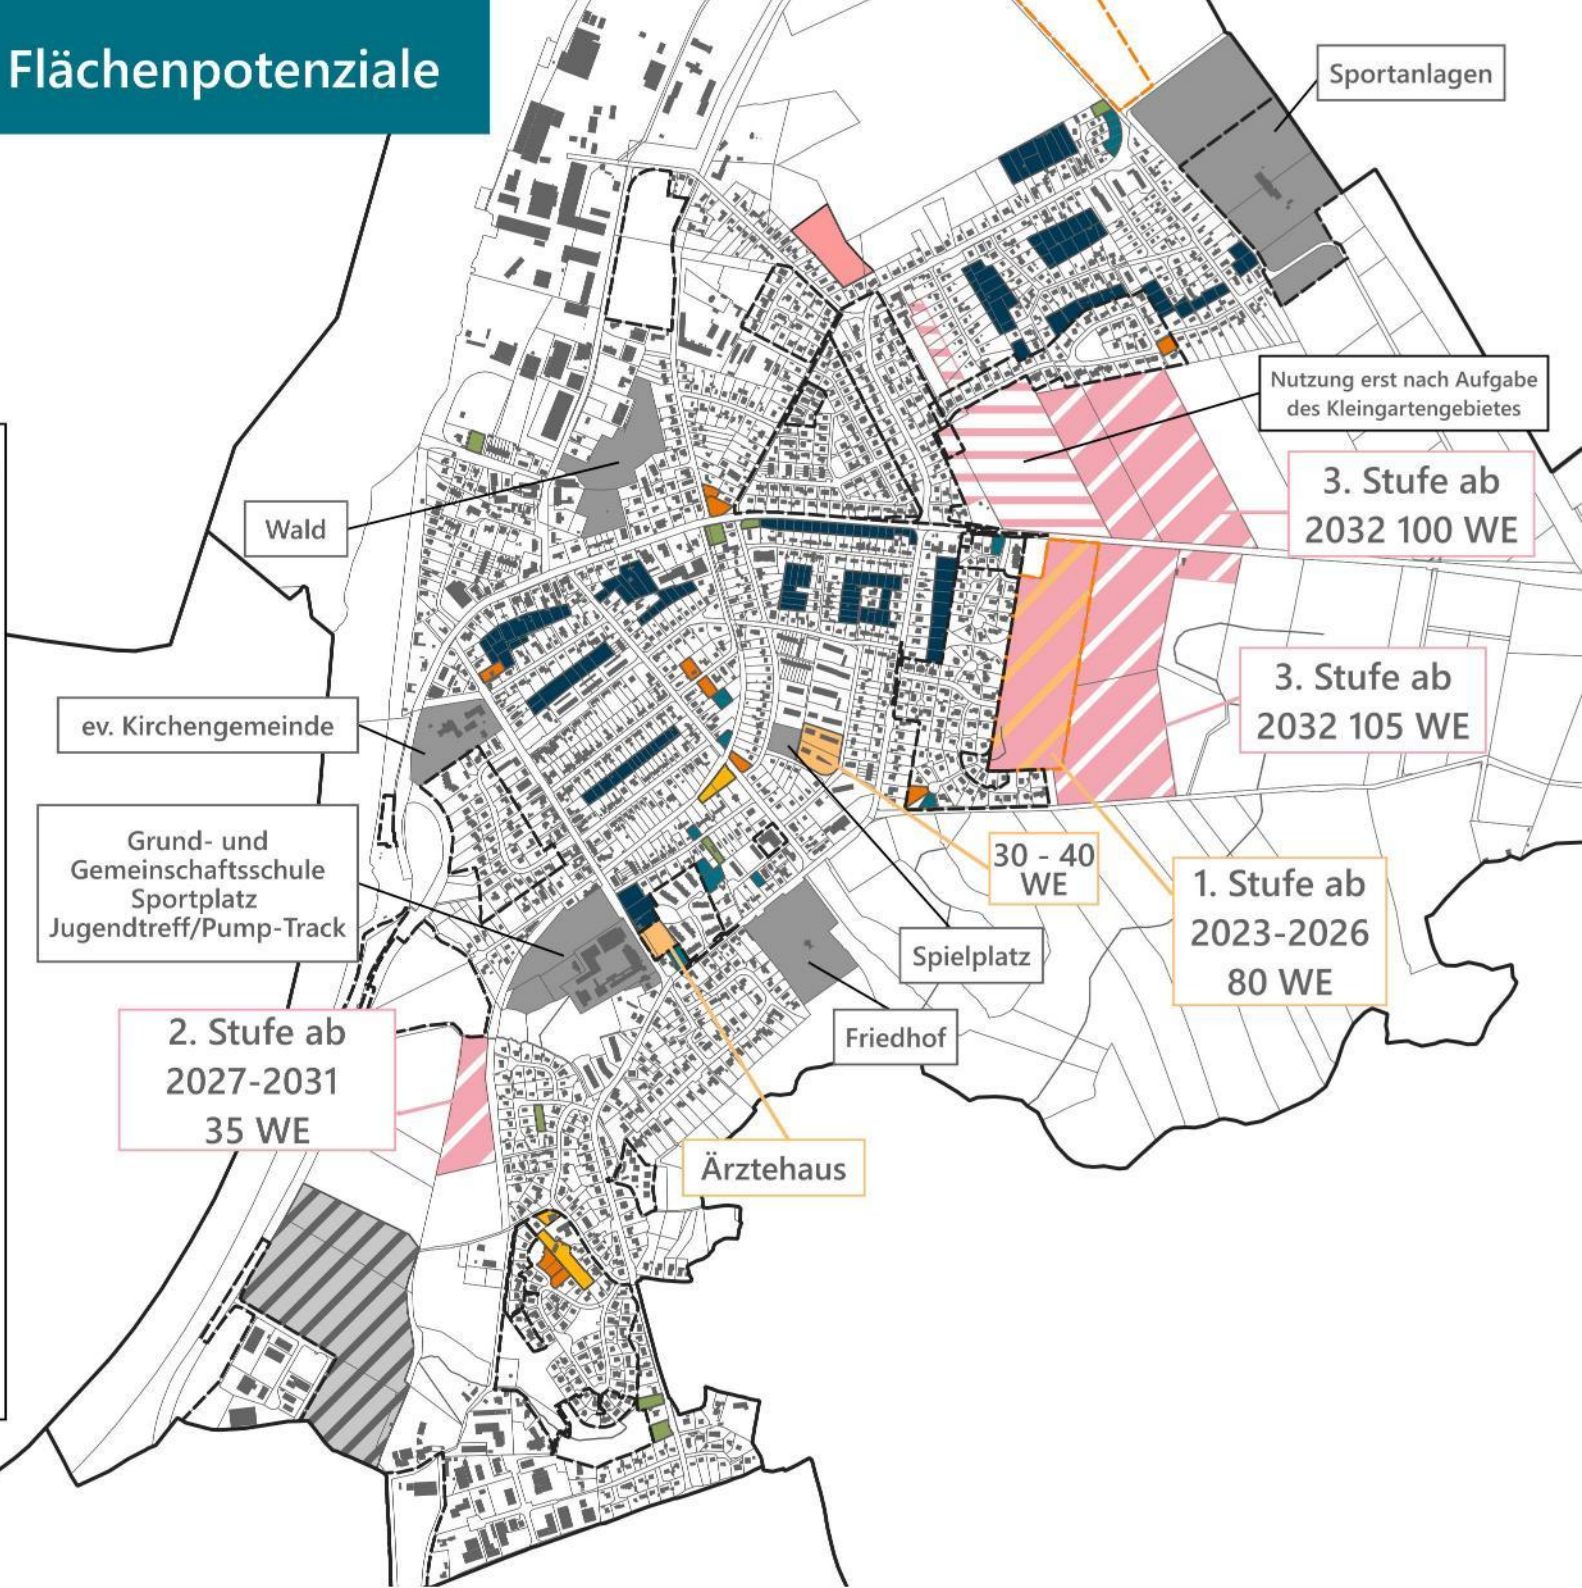 Flächenpotenziale
Sportanlagen
Nutzung erst nach Aufgabe
des Kleingartengebietes
3. Stufe ab
2032 100 WE
Wald
3. Stufe ab
2032 105 WE
ev. Kirchengemeinde
Grund- und
Gemeinschaftsschule
Sportplatz
Jugendtreff/Pump-Track
30 - 40
WE
1. Stufe ab
2023-2026
80 WE
Spielplatz
Friedhof
2. Stufe ab
2027-2031
35 WE
Ärztehaus